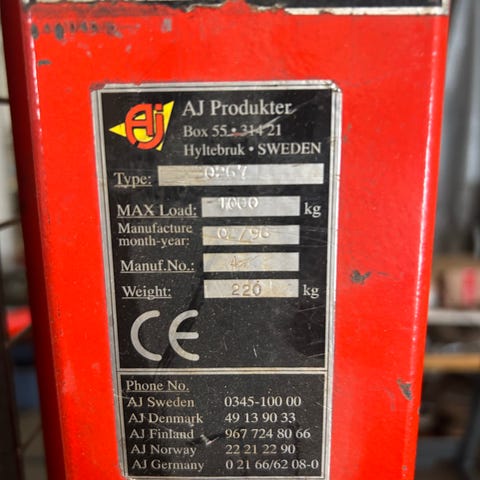 Aj
AJ Produkter
Box 55 • 314 21
Hyltebruk • SWEDEN
Type:
MAX Load: 1000 kg
Manufacture
month-year:
Manuf.No.:
Weight: 220 kg
CE
Phone No.
AJ Sweden 0345-100 00
AJ Denmark 49 13 90 33
AJ Finland 967 724 80 66
AJ Norway 22 21 22 90
AJ Germany 0 21 66/62 08-0